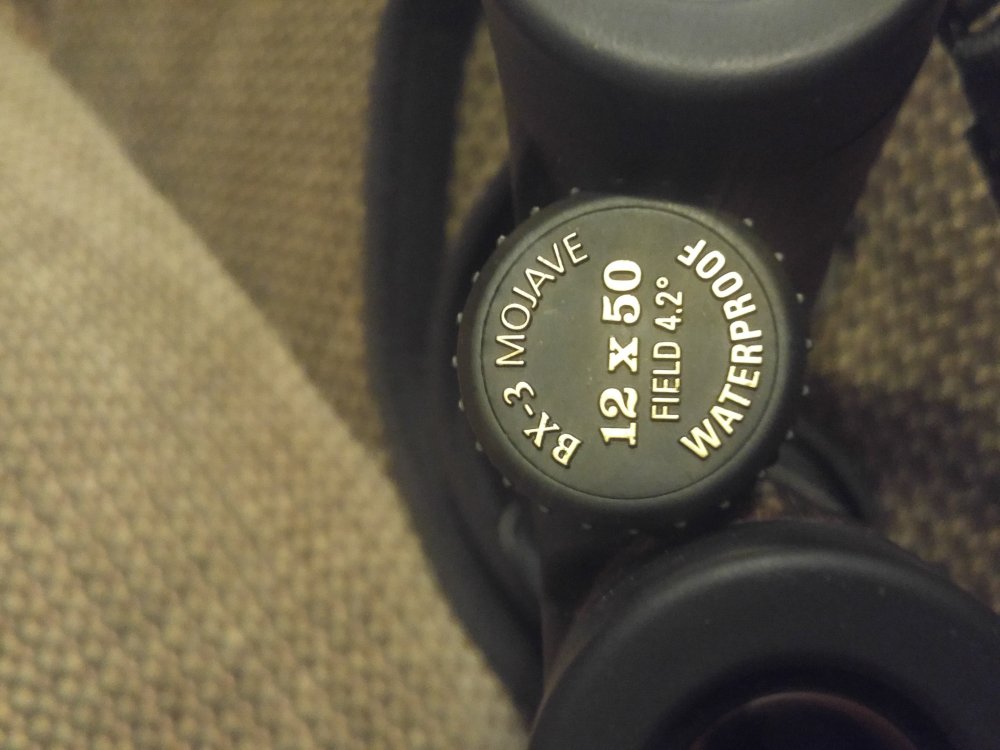 BX-3 MOJAVE
12 x 50
FIELD 4.2°
WATERPROOF